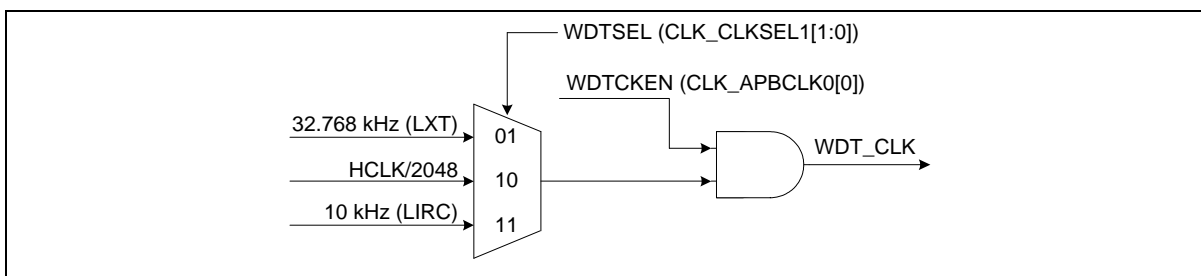 WDTSEL (CLK_CLKSEL1[1:0])
WDTCKEN (CLK_APBCLK0[0])
32.768 kHz (LXT)
01
WDT_CLK
HCLK/2048
10
10 kHz (LIRC)
11